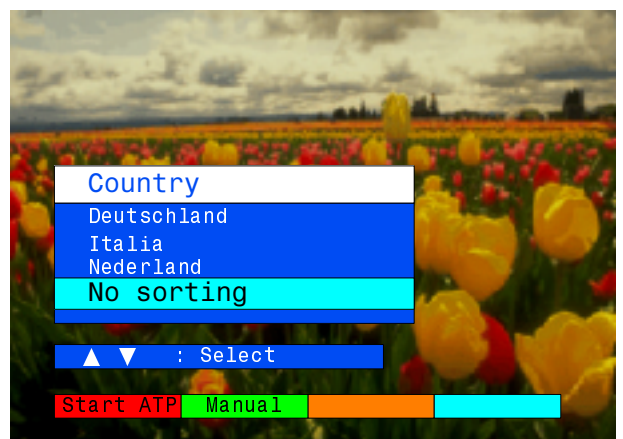 Country
Deutschland
Italia
Nederland
No sorting
▲ ▼ : Select
Start ATP Manual